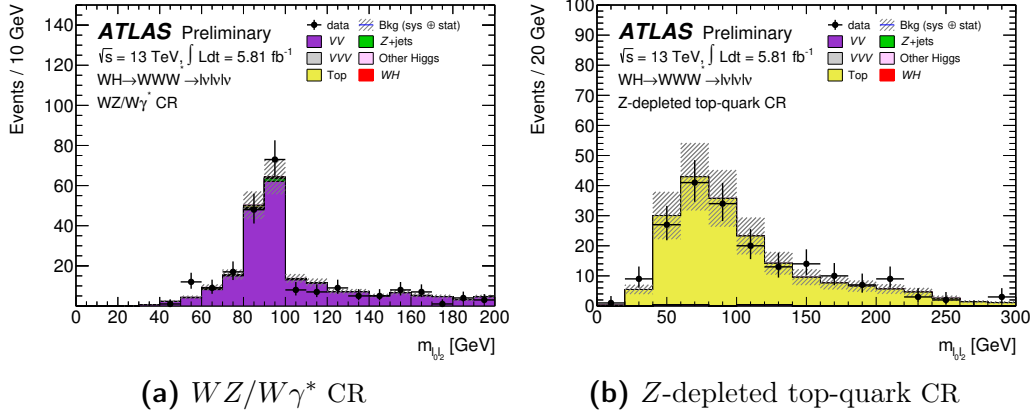 ATLAS Preliminary
√s = 13 TeV, ∫ Ldt = 5.81 fb⁻¹
WH→WWW →lνlνlν
WZ/Wγ* CR
data
Bkg (sys ⊕ stat)
VV
Z+jets
VVV
Other Higgs
Top
WH
Events / 10 GeV
140
120
100
80
60
40
20
0 20 40 60 80 100 120 140 160 180 200
m_{l₀l₂} [GeV]
(a) WZ/Wγ* CR
ATLAS Preliminary
√s = 13 TeV, ∫ Ldt = 5.81 fb⁻¹
WH→WWW →lνlνlν
Z-depleted top-quark CR
data
Bkg (sys ⊕ stat)
VV
Z+jets
VVV
Other Higgs
Top
WH
Events / 20 GeV
100
90
80
70
60
50
40
30
20
10
0
0 50 100 150 200 250 300
m_{l₀l₂} [GeV]
(b) Z-depleted top-quark CR